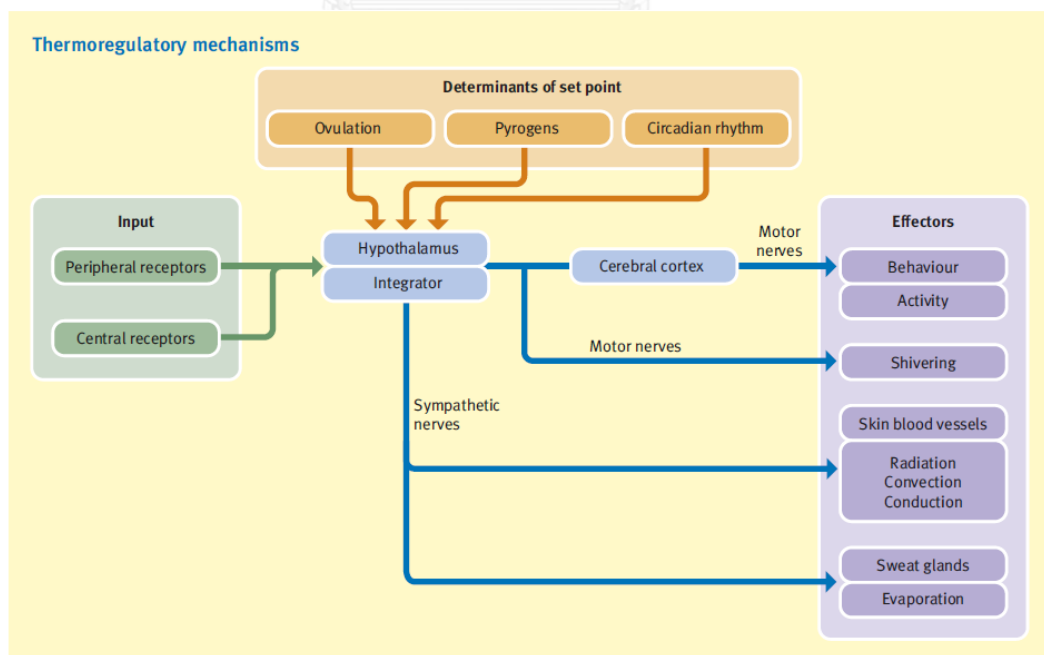 Thermoregulatory mechanisms
Determinants of set point
Ovulation
Pyrogens
Circadian rhythm
Input
Peripheral receptors
Central receptors
Hypothalamus
Integrator
Cerebral cortex
Motor
nerves
Motor nerves
Sympathetic
nerves
Effectors
Behaviour
Activity
Shivering
Skin blood vessels
Radiation
Convection
Conduction
Sweat glands
Evaporation